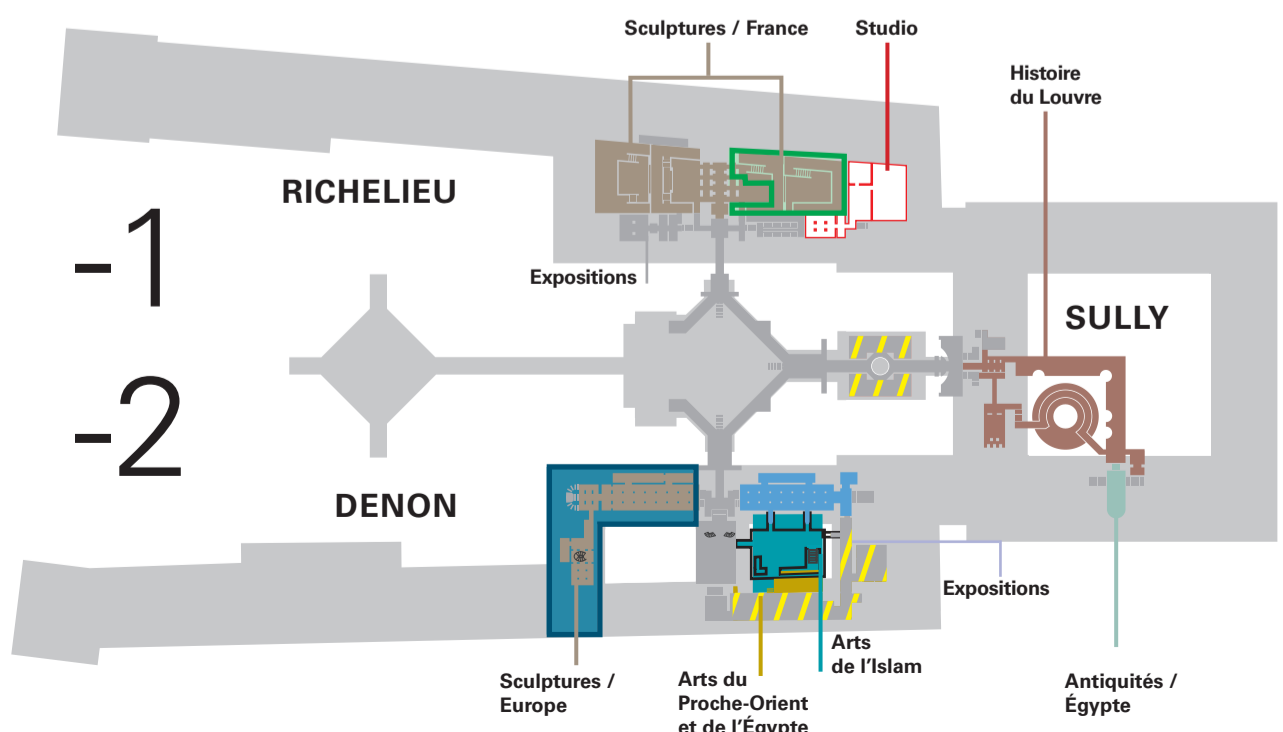 Sculptures / France
Studio
Histoire
du Louvre
RICHELIEU
-1
Expositions
SULLY
-2
DENON
Expositions
Arts
de l’Islam
Sculptures /
Europe
Arts du
Proche-Orient
et de l’Égypte
Antiquités /
Égypte